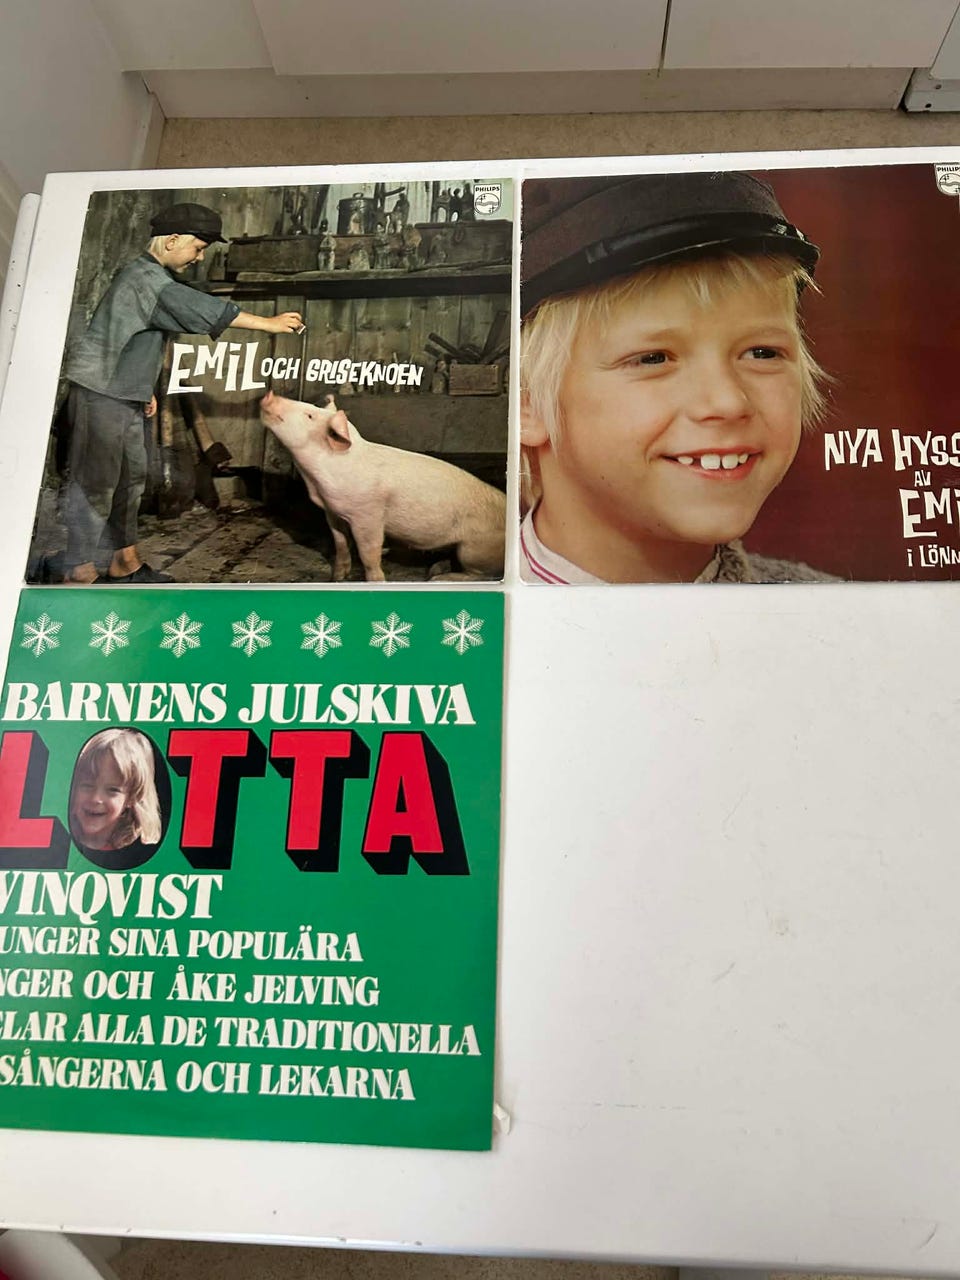 PHILIPS
EMIL OCH GRISEKNOEN
PHILIPS
NYA HYSS
AV
EMI
i LÖNN
BARNENS JULSKIVA
LOTTA
VINQVIST
UNGER SINA POPULÄRA
NGER OCH ÅKE JELVING
ELAR ALLA DE TRADITIONELLA
SÅNGERNA OCH LEKARNA